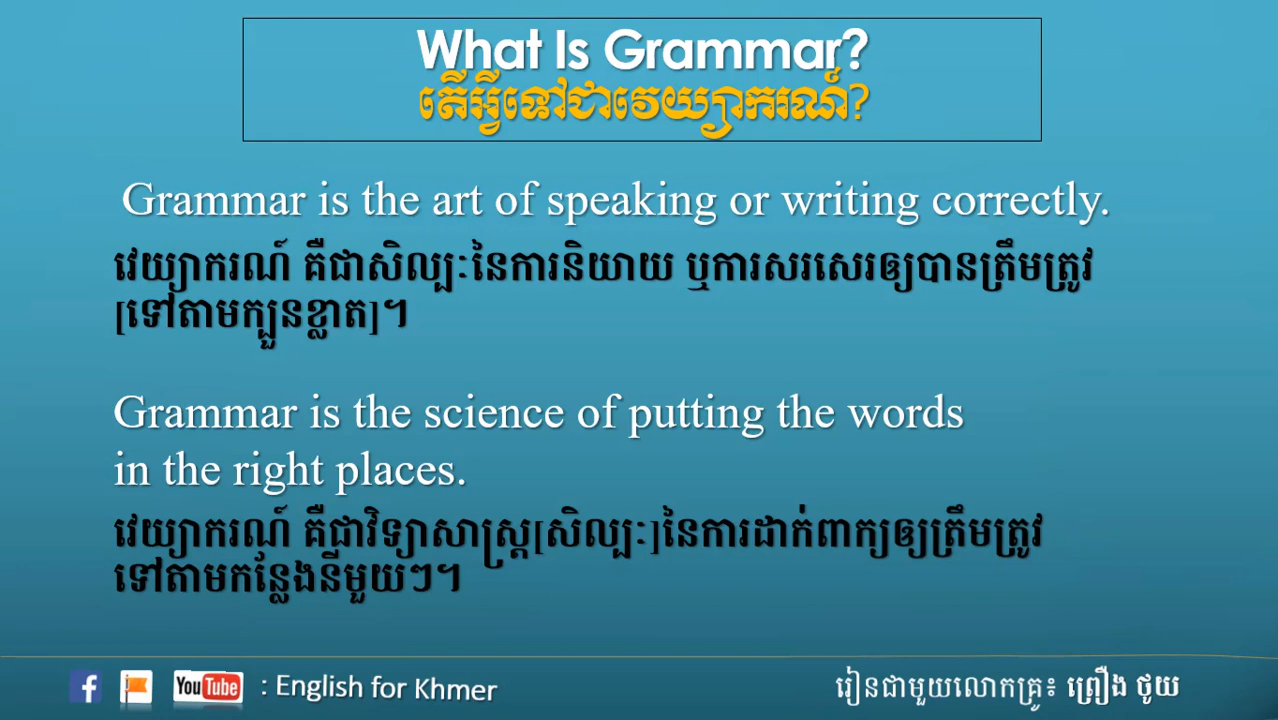 What Is Grammar?
តើអ្វីទៅជាវេយ្យាករណ៍?
Grammar is the art of speaking or writing correctly.
វេយ្យាករណ៍ គឺជាសិល្បៈនៃការនិយាយ ឬការសរសេរឲ្យបានត្រឹមត្រូវ
[ទៅតាមក្បួនខ្នាត]។
Grammar is the science of putting the words
in the right places.
វេយ្យាករណ៍ គឺជាវិទ្យាសាស្ត្រ[សិល្បៈ]នៃការដាក់ពាក្យឲ្យត្រឹមត្រូវ
ទៅតាមកន្លែងនីមួយៗ។
YouTube : English for Khmer
រៀនជាមួយលោកគ្រូ៖ ព្រឿង ថូយ